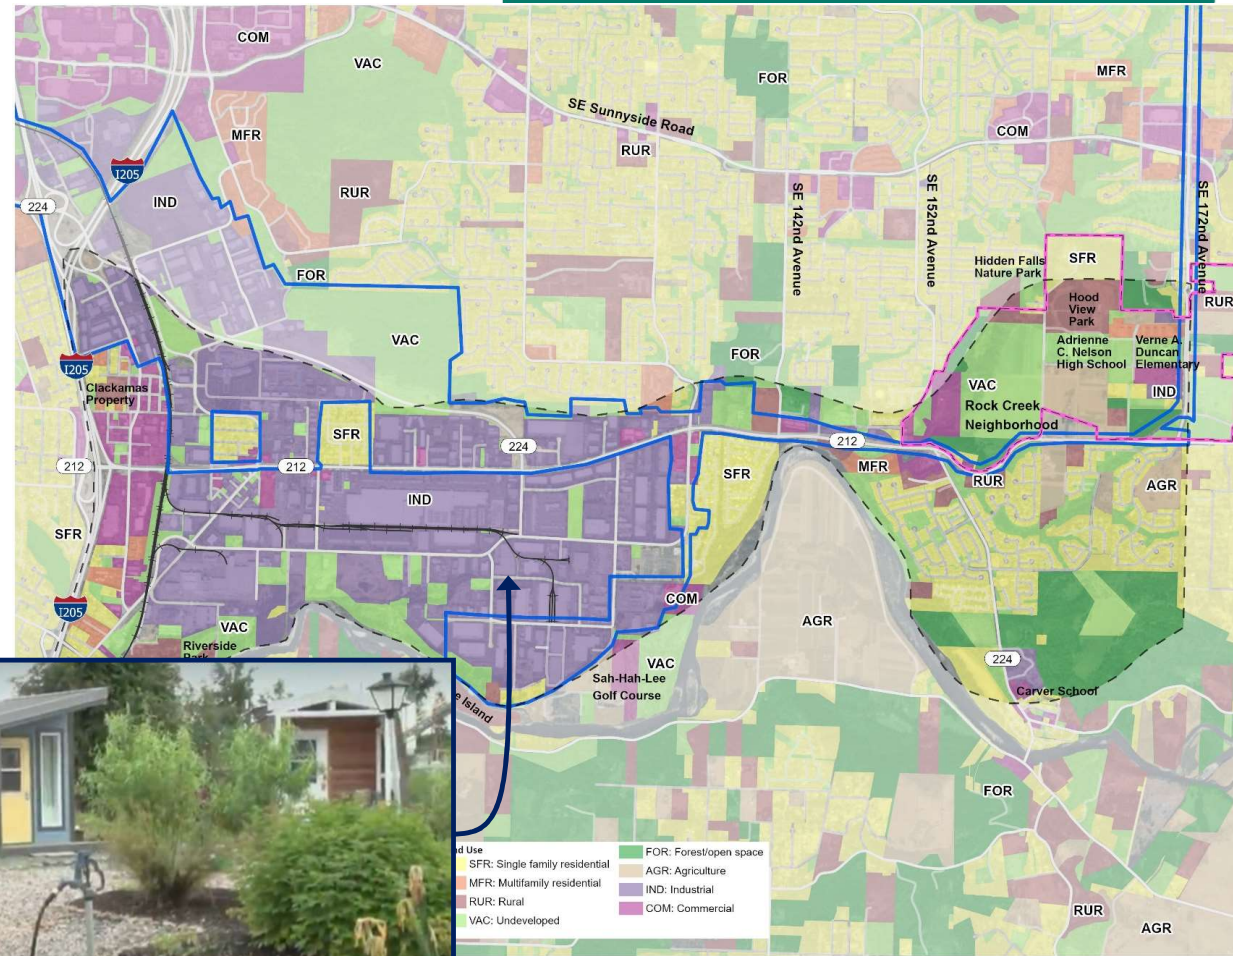 COM
VAC
FOR
MFR
SE Sunnyside Road
COM
MFR
RUR
I205
IND
RUR
224
SE 142nd Avenue
SE 152nd Avenue
SE 172nd Avenue
FOR
Hidden Falls
Nature Park
SFR
Hood
View
Park
RUR
VAC
FOR
Adrienne
C. Nelson
High School
Verne A.
Duncan
Elementary
I205
Clackamas
Property
VAC
IND
Rock Creek
Neighborhood
SFR
224
212
212
212
MFR
SFR
RUR
AGR
IND
SFR
I205
COM
VAC
AGR
Riverside
VAC
Sah-Hah-Lee
Golf Course
224
Carver School
Island
FOR
Use
SFR: Single family residential
MFR: Multifamily residential
RUR: Rural
VAC: Undeveloped
FOR: Forest/open space
AGR: Agriculture
IND: Industrial
COM: Commercial
RUR
AGR